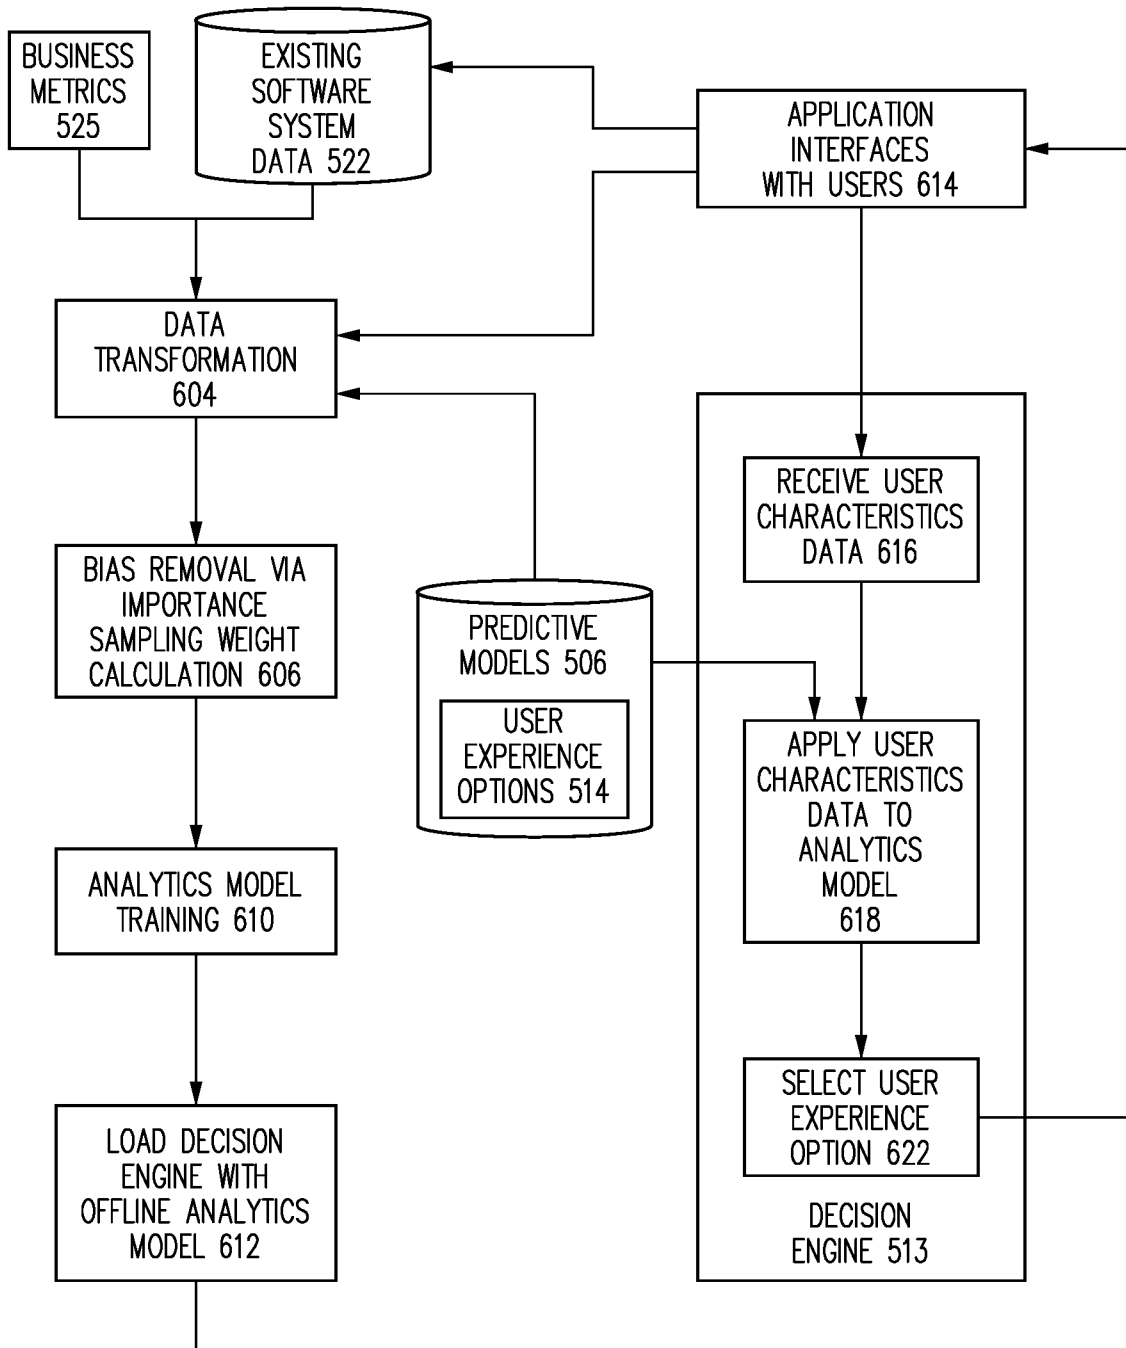 BUSINESS
METRICS
525
EXISTING
SOFTWARE
SYSTEM
DATA 522
APPLICATION
INTERFACES
WITH USERS 614
DATA
TRANSFORMATION
604
RECEIVE USER
CHARACTERISTICS
DATA 616
BIAS REMOVAL VIA
IMPORTANCE
SAMPLING WEIGHT
CALCULATION 606
PREDICTIVE
MODELS 506
USER
EXPERIENCE
OPTIONS 514
APPLY USER
CHARACTERISTICS
DATA TO
ANALYTICS
MODEL
618
ANALYTICS MODEL
TRAINING 610
SELECT USER
EXPERIENCE
OPTION 622
LOAD DECISION
ENGINE WITH
OFFLINE ANALYTICS
MODEL 612
DECISION
ENGINE 513